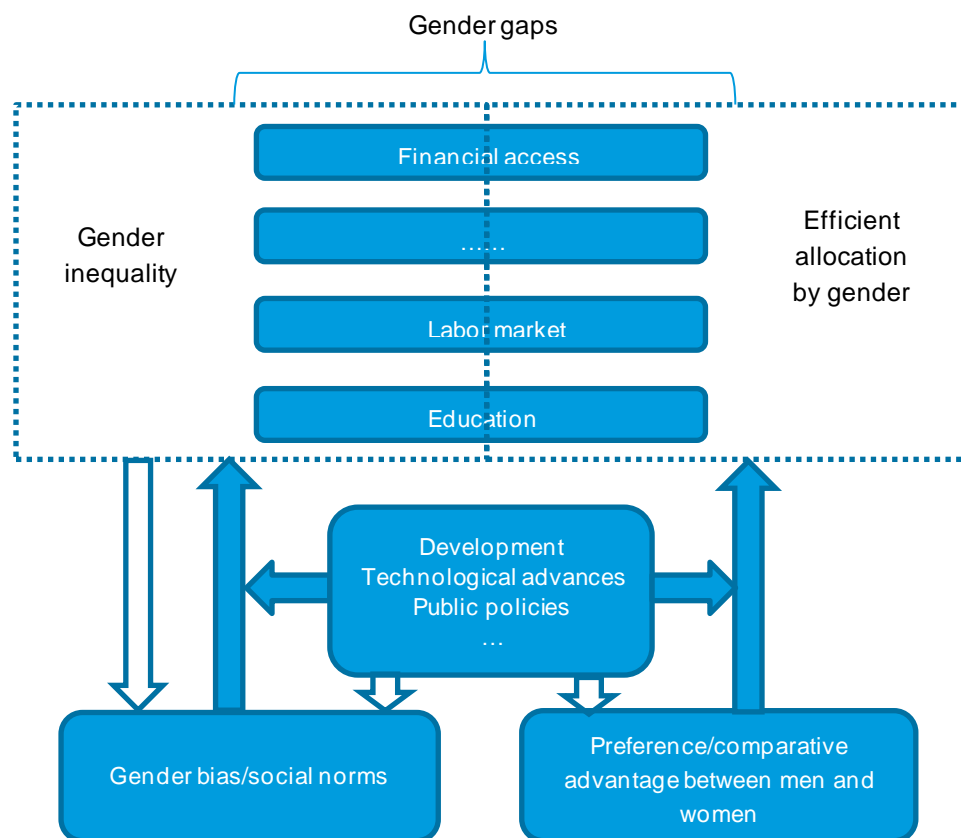 Gender gaps
Financial access
……
Gender
inequality
Efficient
allocation
by gender
Labor market
Education
Development
Technological advances
Public policies
…
Gender bias/social norms
Preference/comparative
advantage between men and
women